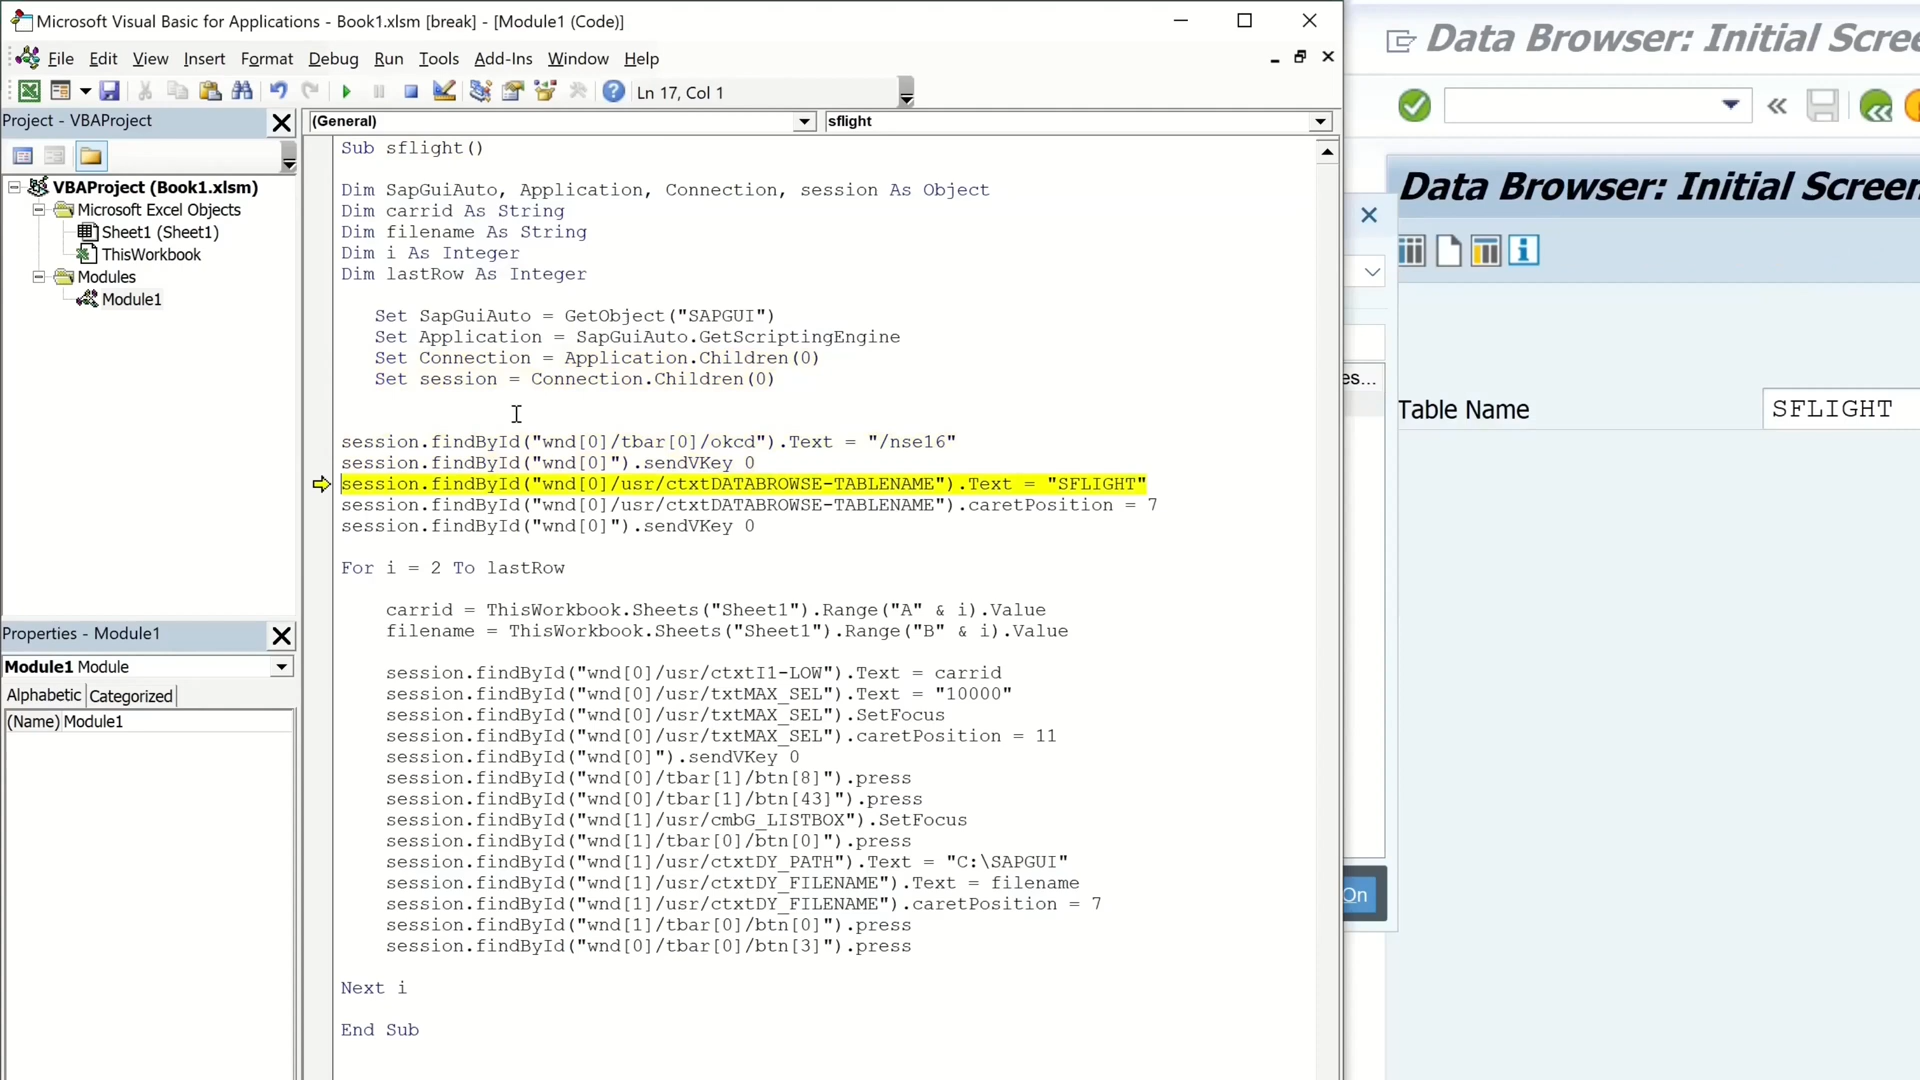 Microsoft Visual Basic for Applications - Book1.xlsm [break] - [Module1 (Code)]
File Edit View Insert Format Debug Run Tools Add-Ins Window Help
Ln 17, Col 1
Project - VBAProject
(General)
sflight
VBAProject (Book1.xlsm)
Microsoft Excel Objects
Sheet1 (Sheet1)
ThisWorkbook
Modules
Module1
Properties - Module1
Module1 Module
Alphabetic Categorized
(Name) Module1
Sub sflight()
Dim SapGuiAuto, Application, Connection, session As Object
Dim carrid As String
Dim filename As String
Dim i As Integer
Dim lastRow As Integer
Set SapGuiAuto = GetObject("SAPGUI")
Set Application = SapGuiAuto.GetScriptingEngine
Set Connection = Application.Children(0)
Set session = Connection.Children(0)
session.findById("wnd[0]/tbar[0]/okcd").Text = "/nse16"
session.findById("wnd[0]").sendVKey 0
session.findById("wnd[0]/usr/ctxtDATABROWSE-TABLENAME").Text = "SFLIGHT"
session.findById("wnd[0]/usr/ctxtDATABROWSE-TABLENAME").caretPosition = 7
session.findById("wnd[0]").sendVKey 0
For i = 2 To lastRow
carrid = ThisWorkbook.Sheets("Sheet1").Range("A" & i).Value
filename = ThisWorkbook.Sheets("Sheet1").Range("B" & i).Value
session.findById("wnd[0]/usr/ctxtI1-LOW").Text = carrid
session.findById("wnd[0]/usr/txtMAX_SEL").Text = "10000"
session.findById("wnd[0]/usr/txtMAX_SEL").SetFocus
session.findById("wnd[0]/usr/txtMAX_SEL").caretPosition = 11
session.findById("wnd[0]").sendVKey 0
session.findById("wnd[0]/tbar[1]/btn[8]").press
session.findById("wnd[0]/tbar[1]/btn[43]").press
session.findById("wnd[1]/usr/cmbG_LISTBOX").SetFocus
session.findById("wnd[1]/tbar[0]/btn[0]").press
session.findById("wnd[1]/usr/ctxtDY_PATH").Text = "C:\SAPGUI"
session.findById("wnd[1]/usr/ctxtDY_FILENAME").Text = filename
session.findById("wnd[1]/usr/ctxtDY_FILENAME").caretPosition = 7
session.findById("wnd[1]/tbar[0]/btn[0]").press
session.findById("wnd[0]/tbar[0]/btn[3]").press
Next i
End Sub
Data Browser: Initial Scree
Data Browser: Initial Screen
es...
Table Name
SFLIGHT
On